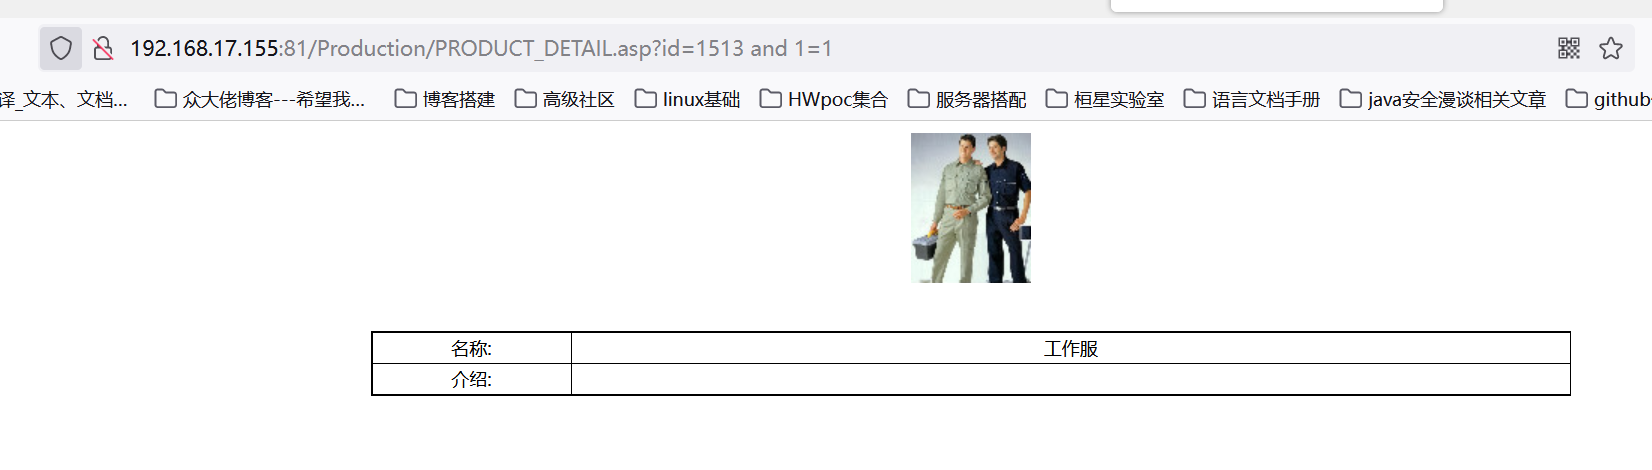 192.168.17.155:81/Production/PRODUCT_DETAIL.asp?id=1513 and 1=1
译_文本、文档... 众大佬博客---希望我... 博客搭建 高级社区 linux基础 HWpoc集合 服务器搭配 桓星实验室 语言文档手册 java安全漫谈相关文章 github
名称: 工作服
介绍: